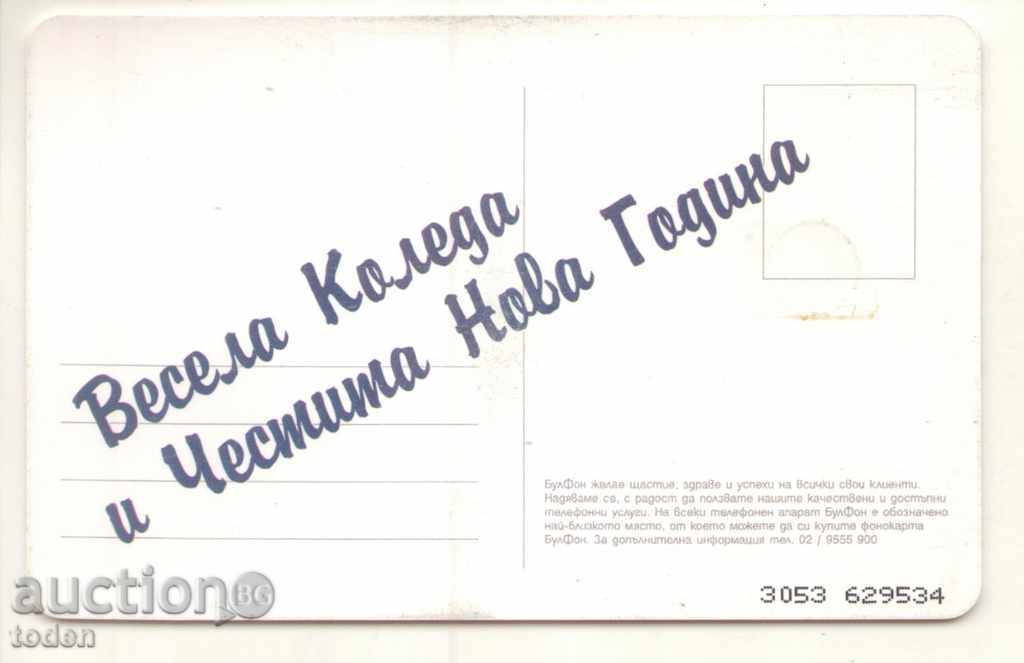 Весела Коледа
и Честита Нова Година
БулФон желае щастие, здраве и успехи на всички свои клиенти.
Надяваме се, с радост да ползвате нашите качествени и достъпни
телефонни услуги. На всеки телефонен апарат БулФон е обозначено
най-близкото място, от което можете да си купите фонокарта
БулФон. За допълнителна информация тел. 02 / 9555 900
3053 629534
auction.BG
toden